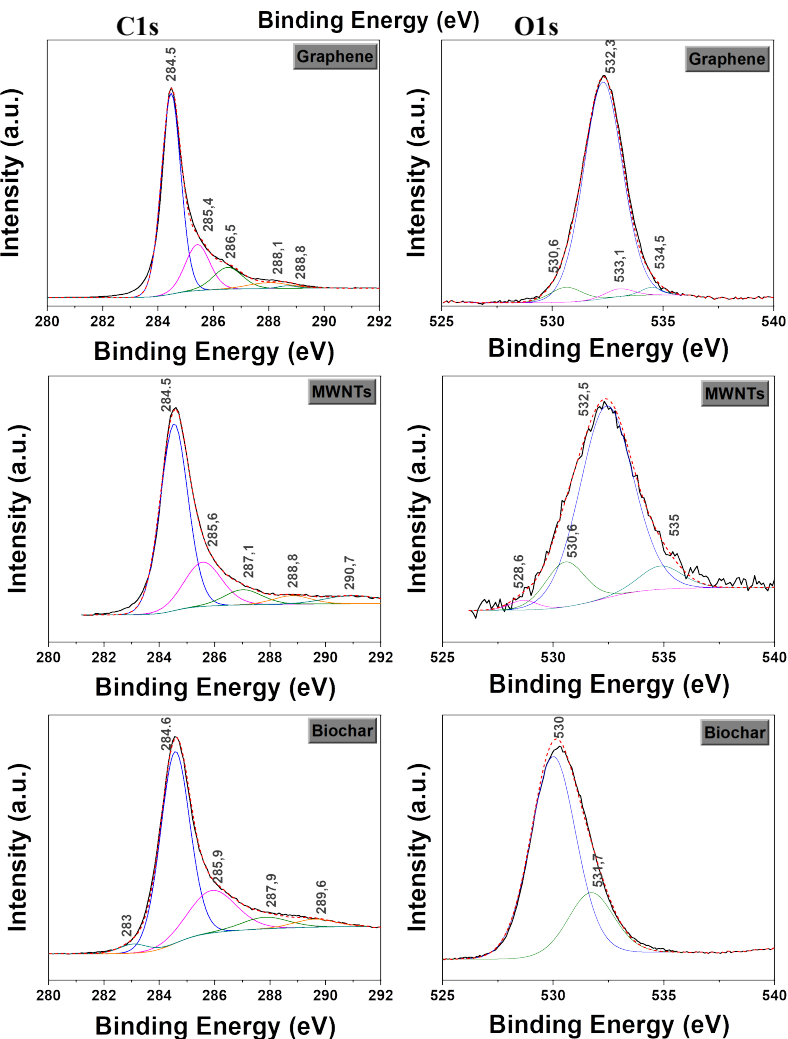 C1s
Binding Energy (eV)
O1s
Graphene
284.5
285,4
286,5
288,1
288,8
Intensity (a.u.)
280 282 284 286 288 290 292
Binding Energy (eV)
Graphene
532,3
530,6
533,1
534,5
Intensity (a.u.)
525 530 535 540
Binding Energy (eV)
MWNTs
284.5
285,6
287,1
288,8
290,7
Intensity (a.u.)
280 282 284 286 288 290 292
Binding Energy (eV)
MWNTs
532,5
528,6
530,6
535
Intensity (a.u.)
525 530 535 540
Binding Energy (eV)
Biochar
284.6
283
285,9
287,9
289,6
Intensity (a.u.)
280 282 284 286 288 290 292
Binding Energy (eV)
Biochar
530
531,7
Intensity (a.u.)
525 530 535 540
Binding Energy (eV)